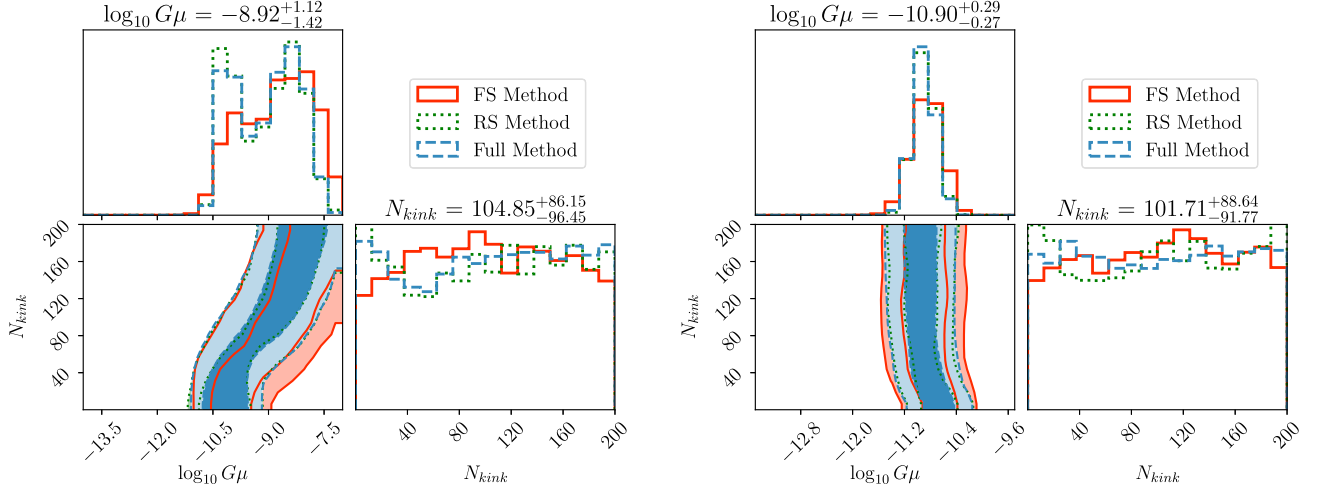 log₁₀ Gμ = −8.92 +1.12 −1.42
FS Method
RS Method
Full Method
N_kink = 104.85 +86.15 −96.45
200
160
120
80
40
N_kink
−13.5 −12.0 −10.5 −9.0 −7.5
log₁₀ Gμ
40 80 120 160 200
N_kink
log₁₀ Gμ = −10.90 +0.29 −0.27
FS Method
RS Method
Full Method
N_kink = 101.71 +88.64 −91.77
200
160
120
80
40
N_kink
−12.8 −12.0 −11.2 −10.4 −9.6
log₁₀ Gμ
40 80 120 160 200
N_kink